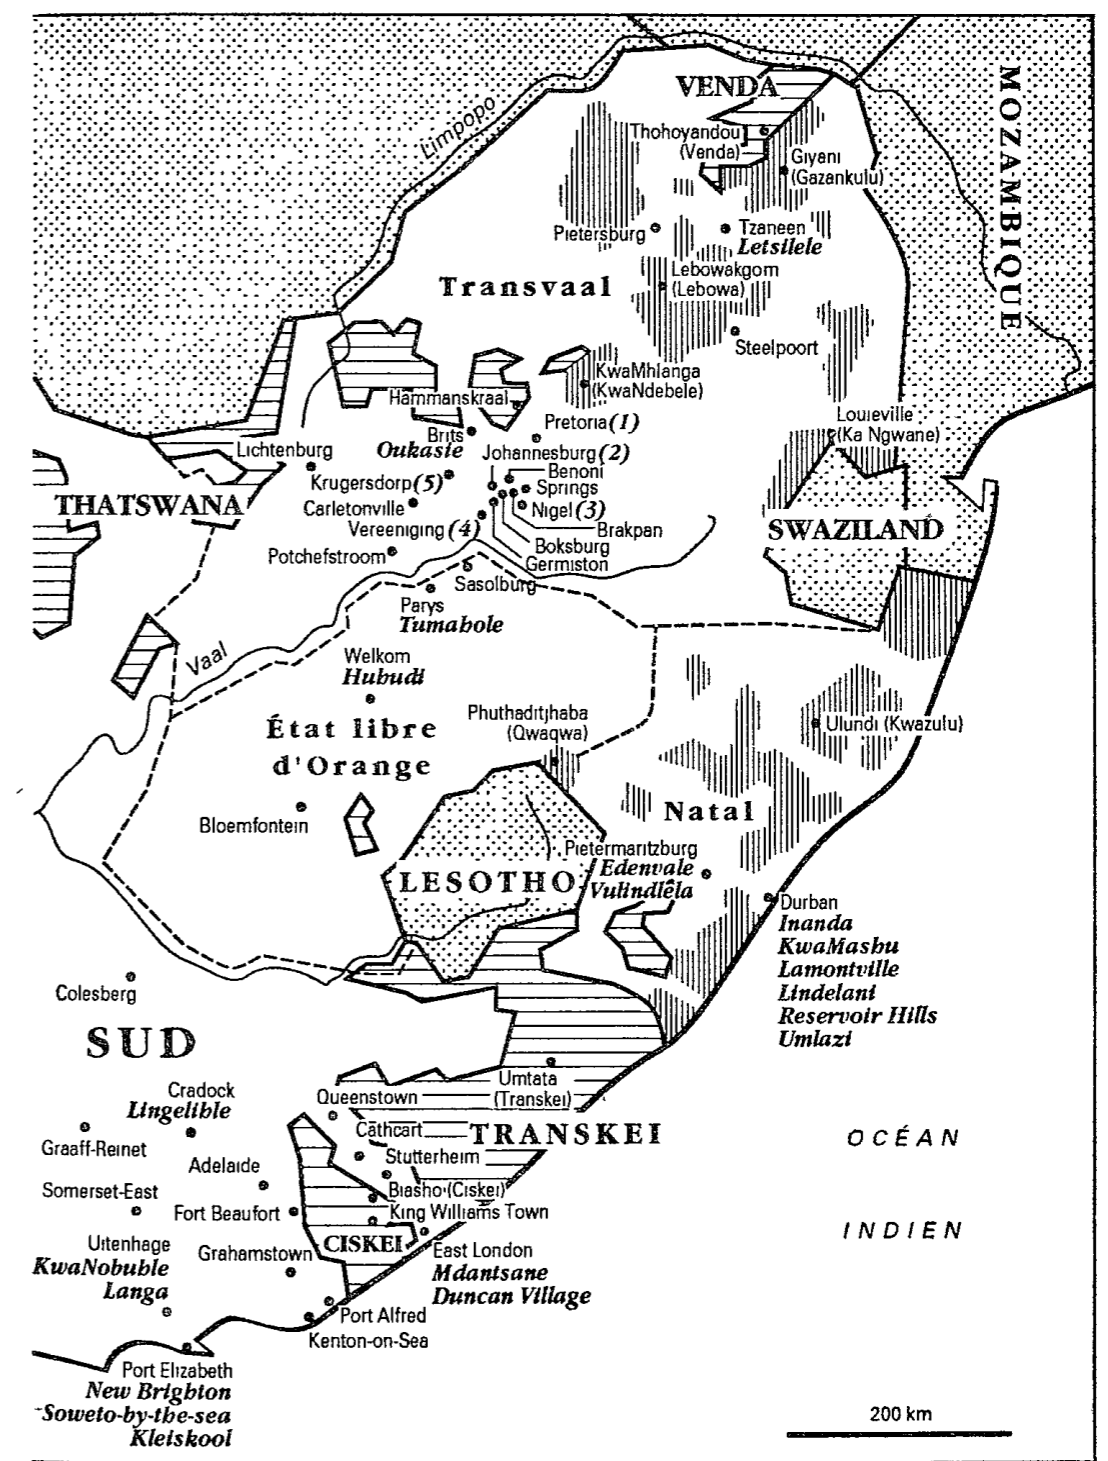 VENDA
MOZAMBIQUE
Limpopo
Thohoyandou
(Venda)
Giyani
(Gazankulu)
Pietersburg
Tzaneen
Letsilele
Lebowakgom
(Lebowa)
Transvaal
Steelpoort
KwaMhlanga
(KwaNdebele)
Hammanskraal
Louieville
(Ka Ngwane)
Pretoria (1)
Brits
Oukasie
Lichtenburg
Johannesburg (2)
Benoni
Krugersdorp (5)
Springs
THATSWANA
Carletonville
Nigel (3)
SWAZILAND
Vereeniging (4)
Brakpan
Boksburg
Potchefstroom
Germiston
Sasolburg
Parys
Tumahole
Vaal
Welkom
Hubudi
Phuthaditjhaba
(Qwaqwa)
Ulundi (Kwazulu)
État libre
d'Orange
Natal
Bloemfontein
Pietermaritzburg
Edenvale
Vulindlêla
LESOTHO
Durban
Inanda
KwaMashu
Lamontville
Lindelani
Reservoir Hills
Umlazi
Colesberg
SUD
Umtata
(Transkei)
Cradock
Lingelible
Queenstown
Cathcart
TRANSKEI
OCÉAN
Graaff-Reinet
Adelaide
Stutterheim
Somerset-East
Biasho (Ciskei)
Fort Beaufort
King Williams Town
INDIEN
Uitenhage
KwaNobuhle
Langa
Grahamstown
CISKEI
East London
Mdantsane
Duncan Village
Port Alfred
Kenton-on-Sea
Port Elizabeth
New Brighton
Soweto-by-the-sea
Kleiskool
200 km